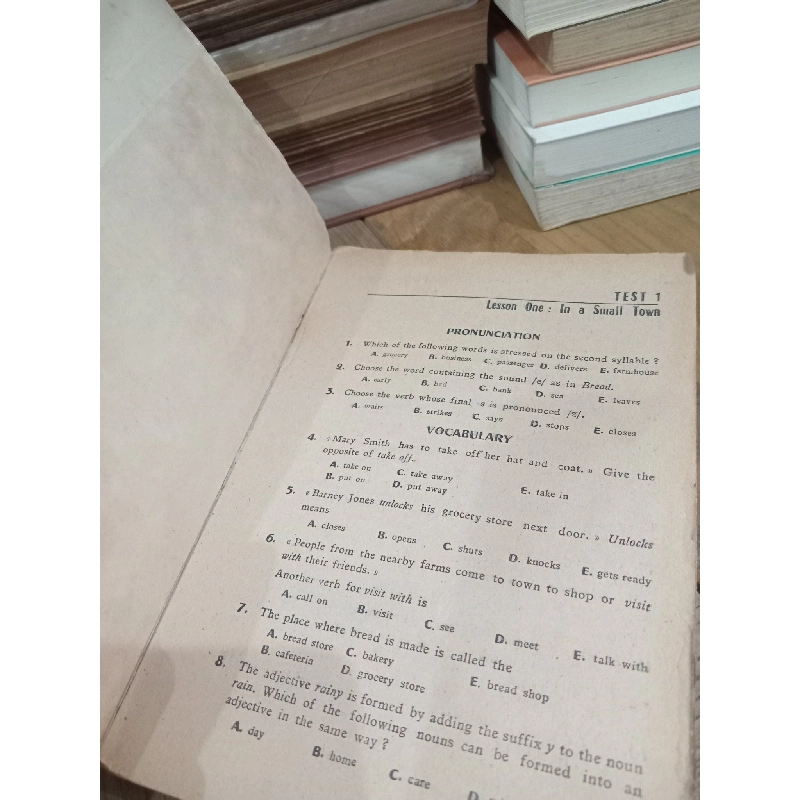 TEST 1
Lesson One : In a Small Town
PRONUNCIATION
1. Which of the following words is stressed on the second syllable ?
A. grocery B. business C. passenger D. delivers E. farmhouse
2. Choose the word containing the sound /e/ as in Bread.
A. early B. bed C. bank D. sea E. leaves
3. Choose the verb whose final -s is pronounced /z/.
A. waits B. strikes C. says D. stops E. closes
VOCABULARY
4. « Mary Smith has to take off her hat and coat. » Give the
opposite of take off.
A. take on C. take away E. take in
B. put on D. put away
5. « Barney Jones unlocks his grocery store next door. » Unlocks
means
A. closes B. opens C. shuts D. knocks E. gets ready
6. « People from the nearby farms come to town to shop or visit
with their friends. »
Another verb for visit with is
A. call on B. visit C. see D. meet E. talk with
7. The place where bread is made is called the
A. bread store C. bakery E. bread shop
B. cafeteria D. grocery store
8. The adjective rainy is formed by adding the suffix y to the noun
rain. Which of the following nouns can be formed into an
adjective in the same way ?
A. day B. home C. care D.